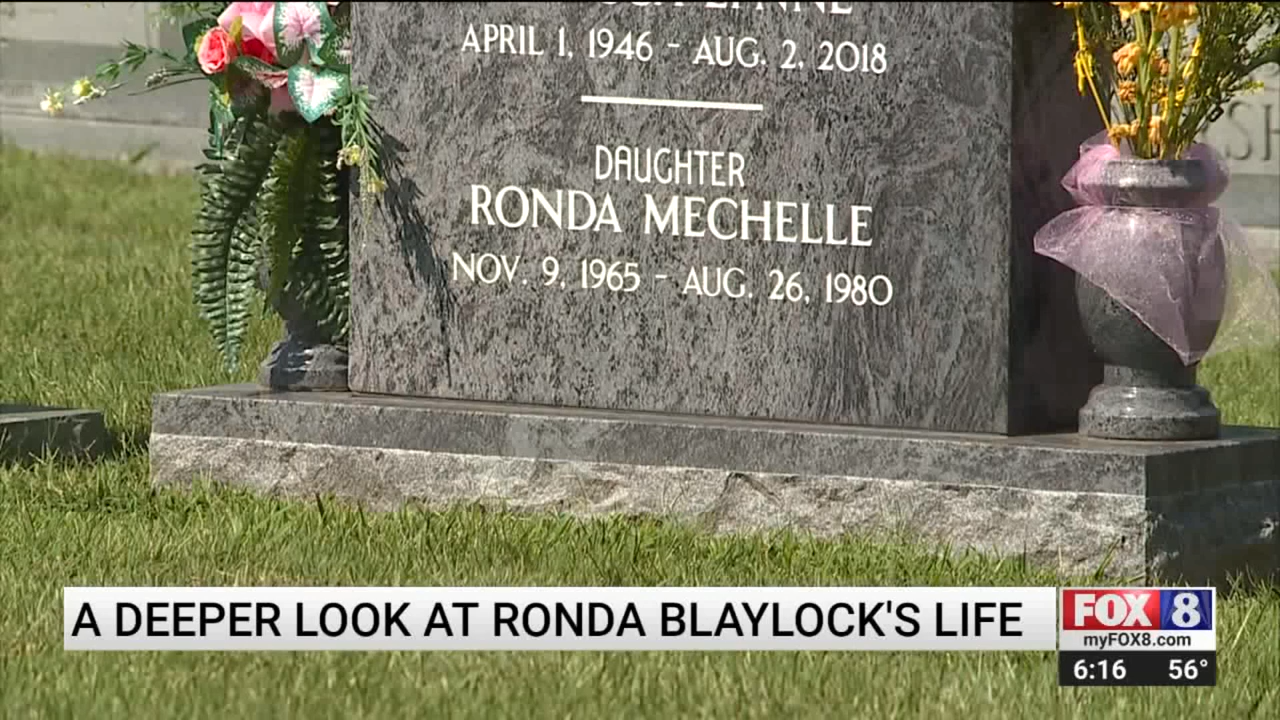 APRIL 1, 1946 - AUG. 2, 2018
DAUGHTER
RONDA MECHELLE
NOV. 9, 1965 - AUG. 26, 1980
A DEEPER LOOK AT RONDA BLAYLOCK'S LIFE
FOX 8
myFOX8.com
6:16 56°